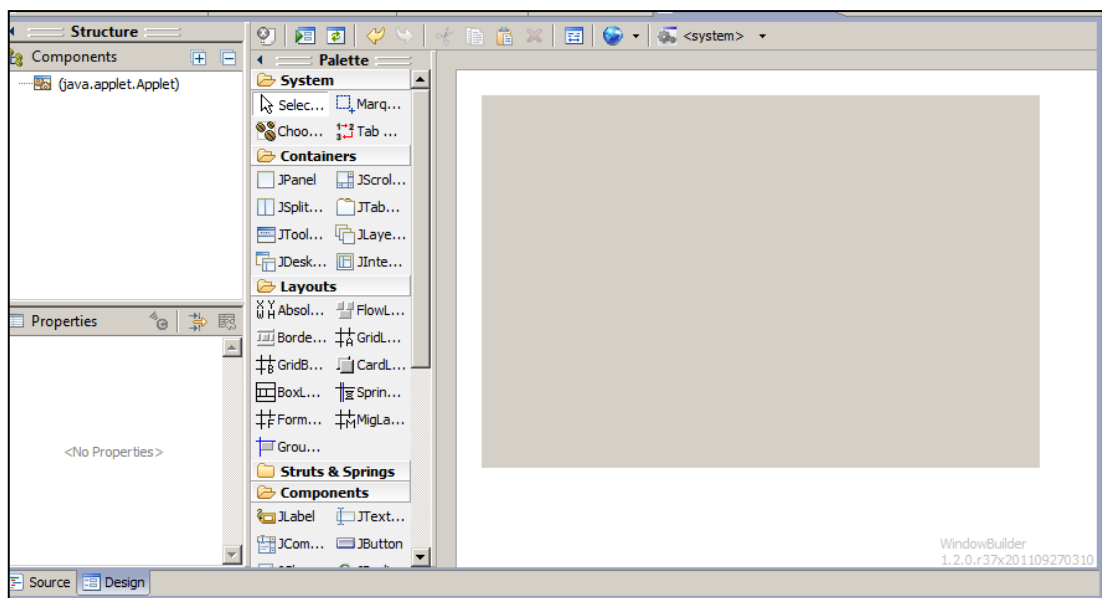 Structure
Components
(java.applet.Applet)
Properties
<No Properties>
<system>
Palette
System
Selec... Marq...
Choo... Tab ...
Containers
JPanel JScrol...
JSplit... JTab...
JTool... JLaye...
JDesk... JInte...
Layouts
Absol... FlowL...
Borde... GridL...
GridB... CardL...
BoxL... Sprin...
Form... MigLa...
Grou...
Struts & Springs
Components
JLabel JText...
JCom... JButton
WindowBuilder
1.2.0.r37x201109270310
Source Design